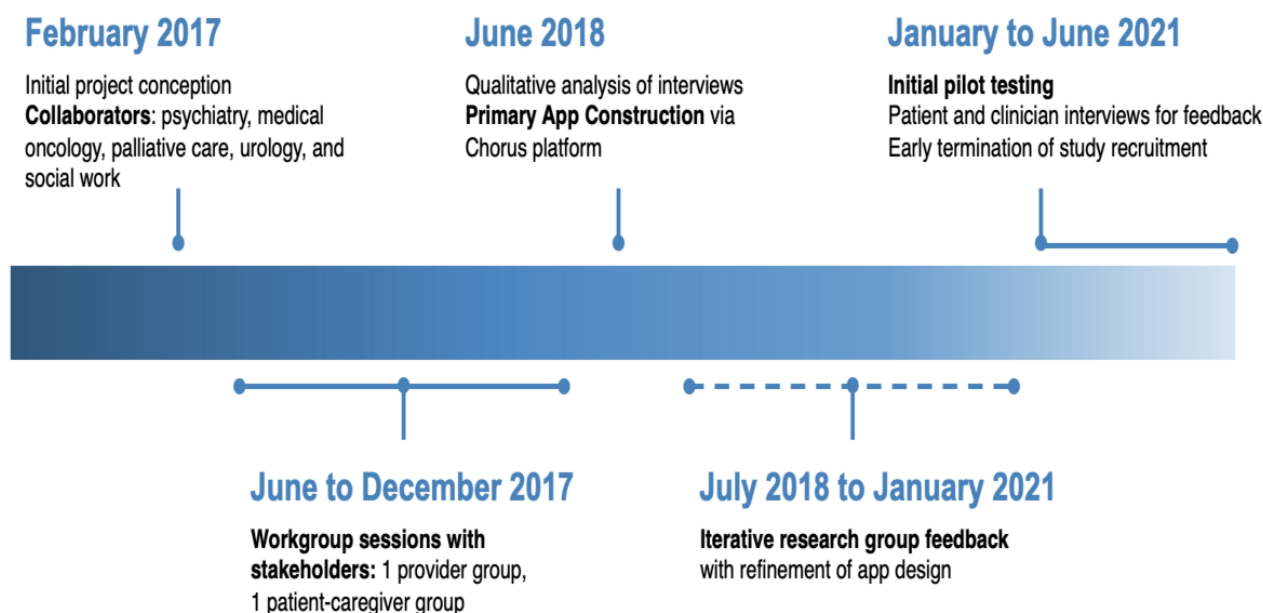 February 2017
Initial project conception
Collaborators: psychiatry, medical
oncology, palliative care, urology, and
social work
June 2018
Qualitative analysis of interviews
Primary App Construction via
Chorus platform
January to June 2021
Initial pilot testing
Patient and clinician interviews for feedback
Early termination of study recruitment
June to December 2017
Workgroup sessions with
stakeholders: 1 provider group,
1 patient-caregiver group
July 2018 to January 2021
Iterative research group feedback
with refinement of app design